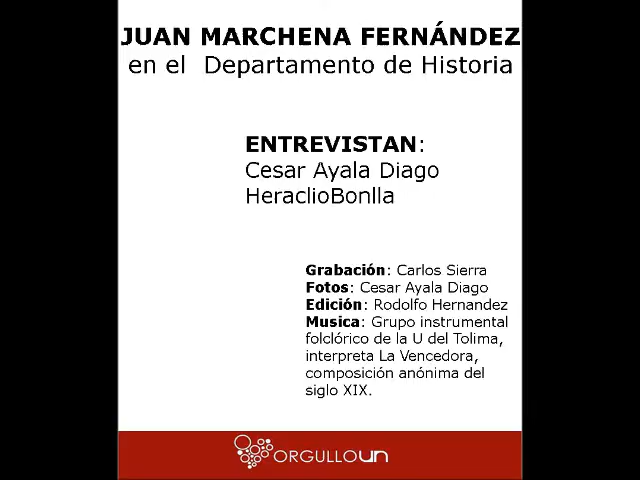 JUAN MARCHENA FERNÁNDEZ
en el Departamento de Historia
ENTREVISTAN:
Cesar Ayala Diago
HeraclioBonlla
Grabación: Carlos Sierra
Fotos: Cesar Ayala Diago
Edición: Rodolfo Hernandez
Musica: Grupo instrumental
folclórico de la U del Tolima,
interpreta La Vencedora,
composición anónima del
siglo XIX.
ORGULLOUN